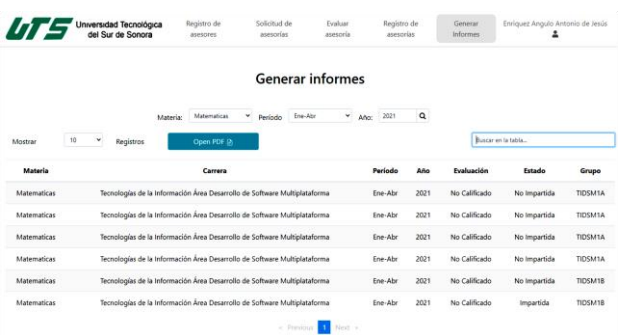 UTS Universidad Tecnológica
del Sur de Sonora
Registro de
asesores
Solicitud de
asesorías
Evaluar
asesoría
Registro de
asesorías
Generar
Informes
Enriquez Angulo Antonio de Jesús
Generar informes
Materia: Matematicas Período Ene-Abr Año: 2021
Mostrar 10 Registros Open PDF Buscar en la tabla...
Materia Carrera Período Año Evaluación Estado Grupo
Matematicas Tecnologías de la Información Área Desarrollo de Software Multiplataforma Ene-Abr 2021 No Calificado No Impartida TIDSM1A
Matematicas Tecnologías de la Información Área Desarrollo de Software Multiplataforma Ene-Abr 2021 No Calificado No Impartida TIDSM1A
Matematicas Tecnologías de la Información Área Desarrollo de Software Multiplataforma Ene-Abr 2021 No Calificado No Impartida TIDSM1A
Matematicas Tecnologías de la Información Área Desarrollo de Software Multiplataforma Ene-Abr 2021 No Calificado No Impartida TIDSM1A
Matematicas Tecnologías de la Información Área Desarrollo de Software Multiplataforma Ene-Abr 2021 No Calificado No Impartida TIDSM1B
Matematicas Tecnologías de la Información Área Desarrollo de Software Multiplataforma Ene-Abr 2021 No Calificado Impartida TIDSM1B
« Previous 1 Next »